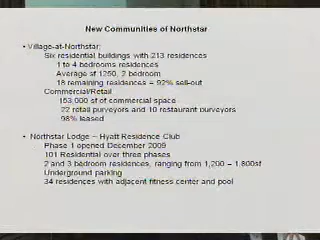 New Communities of Northstar
• Village-at-Northstar:
Six residential buildings with 213 residences
1 to 4 bedrooms residences
Average sf 1250, 2 bedroom
18 remaining residences = 92% sell-out
Commercial/Retail
153,000 sf of commercial space
22 retail purveyors and 10 restaurant purveyors
98% leased
• Northstar Lodge – Hyatt Residence Club
Phase 1 opened December 2009
101 Residential over three phases
2 and 3 bedroom residences, ranging from 1,200 – 1,800sf
Underground parking
34 residences with adjacent fitness center and pool